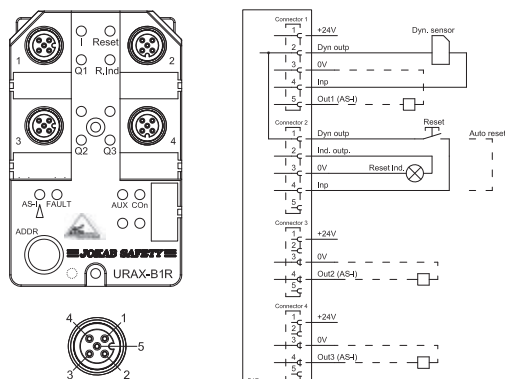 I Reset
1 2
Q1 R.Ind
3 4
Q2 Q3
AS-I FAULT AUX COn
ADDR
JOKAB SAFETY
URAX-B1R
4 1
5
3 2
Connector 1
1 +24V
Dyn. sensor
2 Dyn outp
3 0V
4 Inp
5 Out1 (AS-I)
Connector 2
Reset
1 Dyn outp
Auto reset
2 Ind. outp.
3 0V
Reset Ind.
4 Inp
5
Connector 3
1 +24V
2
3 0V
4 Out2 (AS-I)
5
Connector 4
1 +24V
2
3 0V
4 Out3 (AS-I)
5